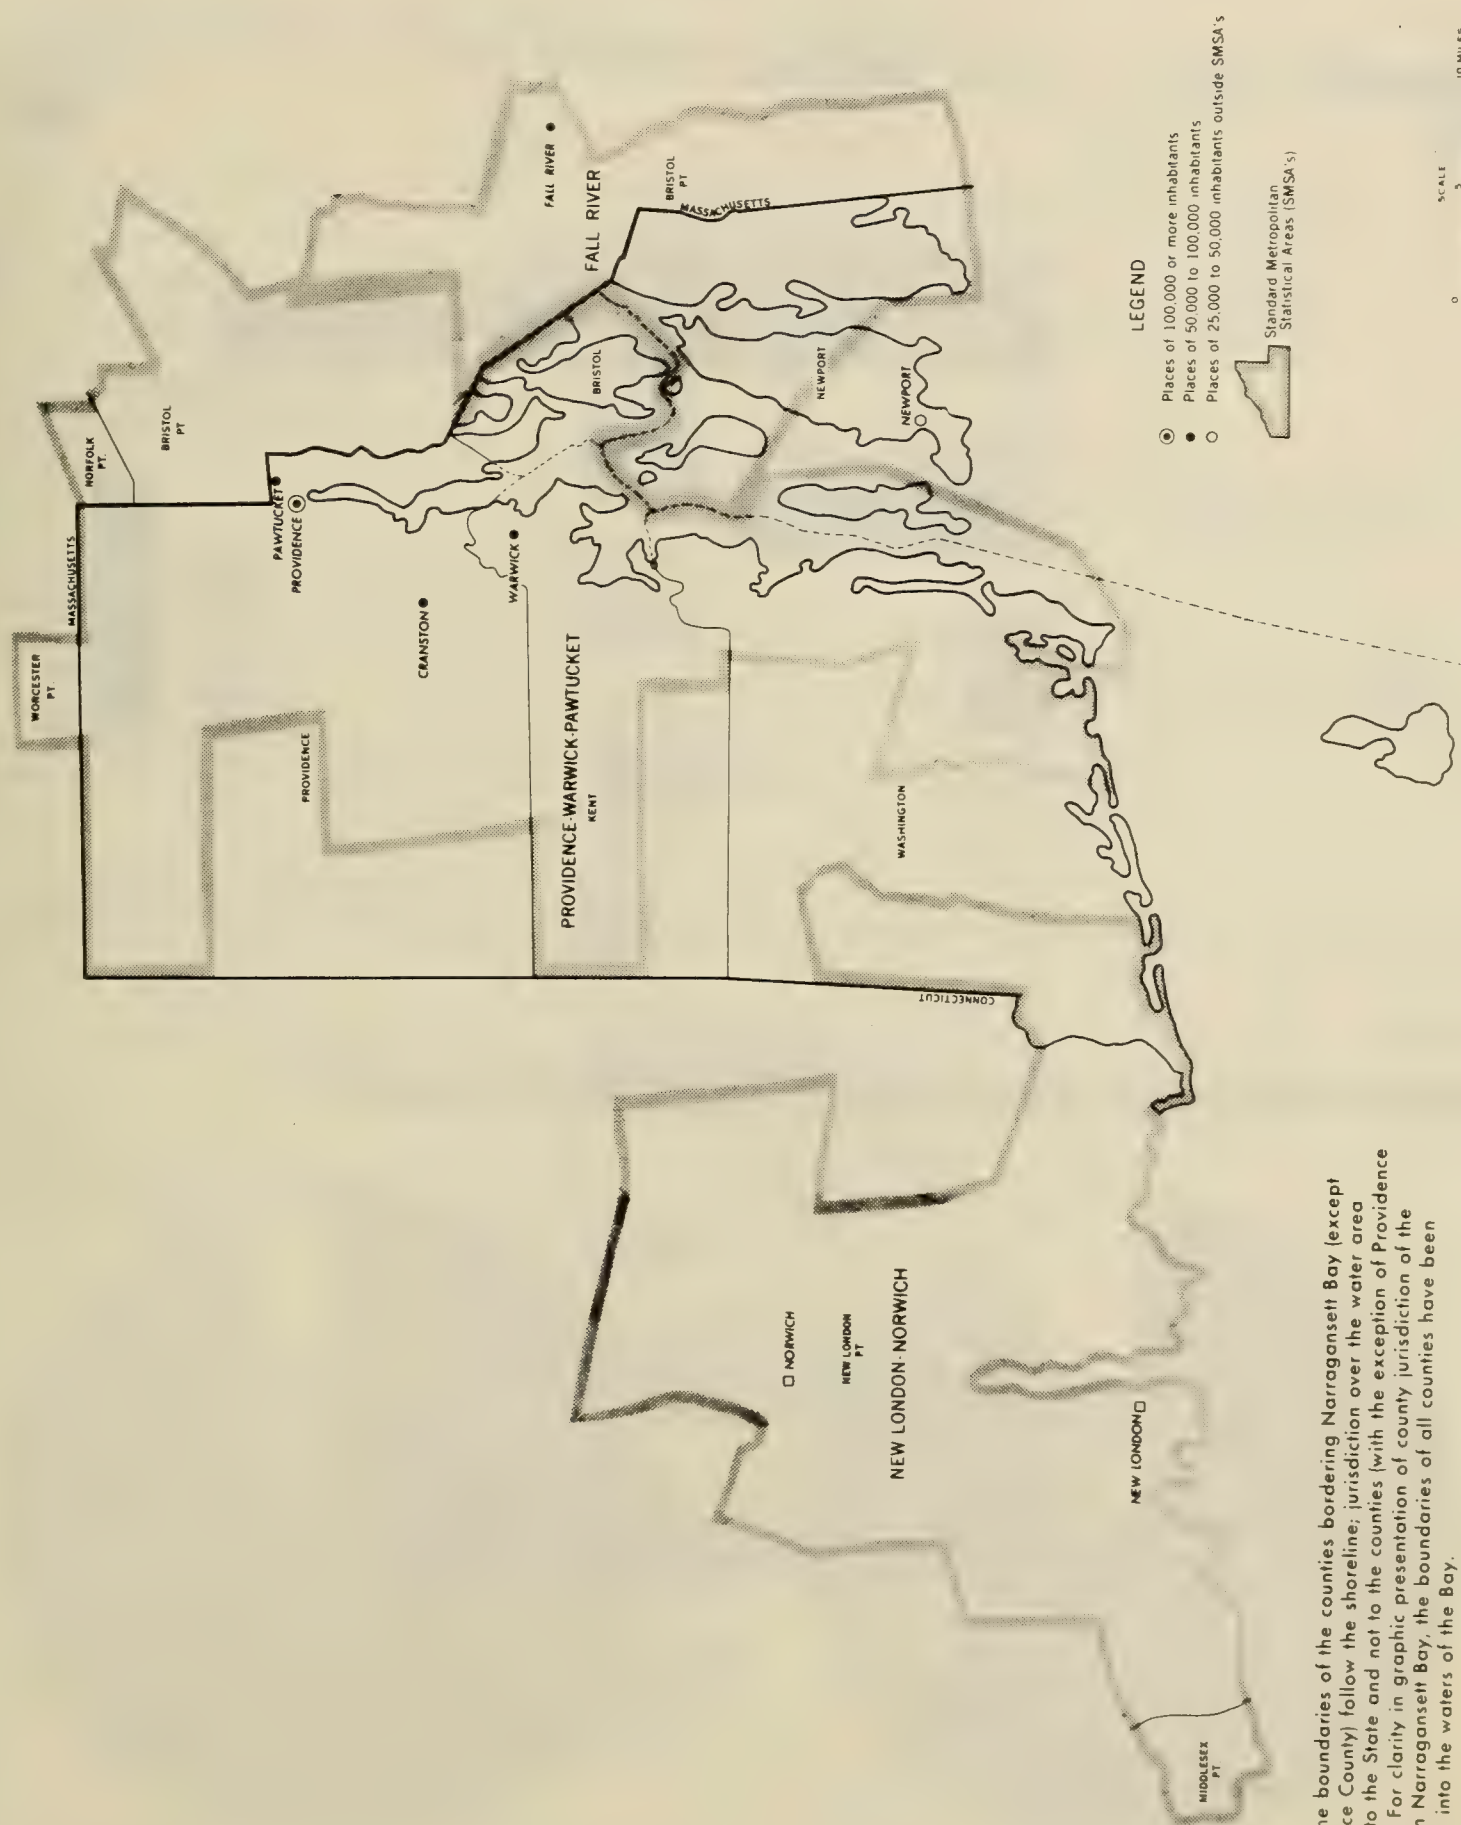 WORCESTER
PT.
MASSACHUSETTS
NORFOLK
PT.
BRISTOL
PT
PAWTUCKET
PROVIDENCE
PROVIDENCE
CRANSTON
WARWICK
FALL RIVER
FALL RIVER
BRISTOL
BRISTOL
PT
MASSACHUSETTS
PROVIDENCE-WARWICK-PAWTUCKET
KENT
NEWPORT
NEWPORT
WASHINGTON
CONNECTICUT
NORWICH
NEW LONDON
PT
NEW LONDON-NORWICH
NEW LONDON
MIDDLESEX
PT
LEGEND
Places of 100,000 or more inhabitants
Places of 50,000 to 100,000 inhabitants
Places of 25,000 to 50,000 inhabitants outside SMSA's
Standard Metropolitan
Statistical Areas (SMSA's)
SCALE
0 5 10 MILES
boundaries of the counties bordering Narragansett Bay (except
County) follow the shoreline; jurisdiction over the water area
to the State and not to the counties (with the exception of Providence
For clarity in graphic presentation of county jurisdiction of the
Narragansett Bay, the boundaries of all counties have been
into the waters of the Bay.